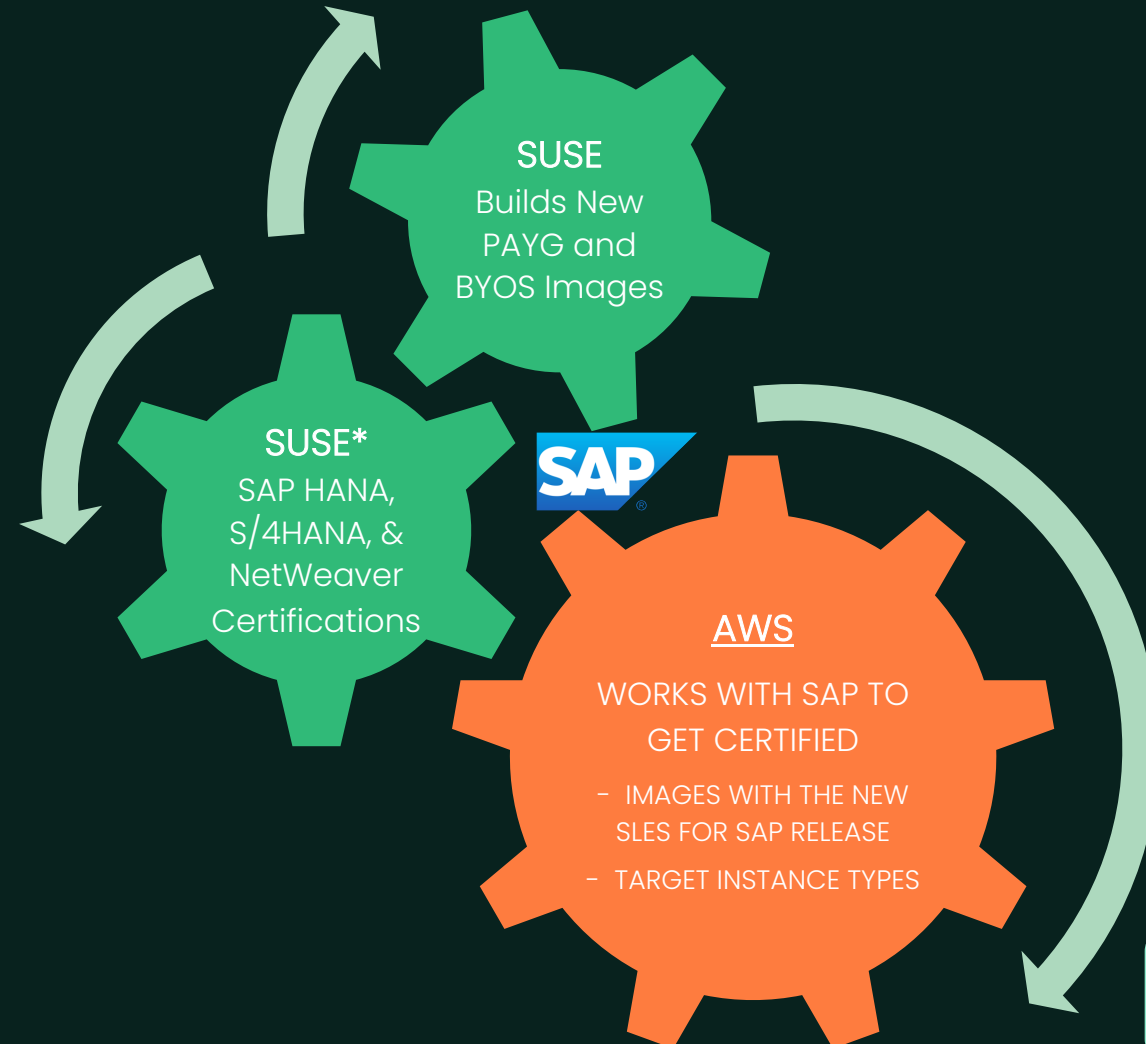 SUSE
Builds New
PAYG and
BYOS Images
SUSE*
SAP HANA,
S/4HANA, &
NetWeaver
Certifications
SAP
®
AWS
WORKS WITH SAP TO
GET CERTIFIED
- IMAGES WITH THE NEW
SLES FOR SAP RELEASE
- TARGET INSTANCE TYPES